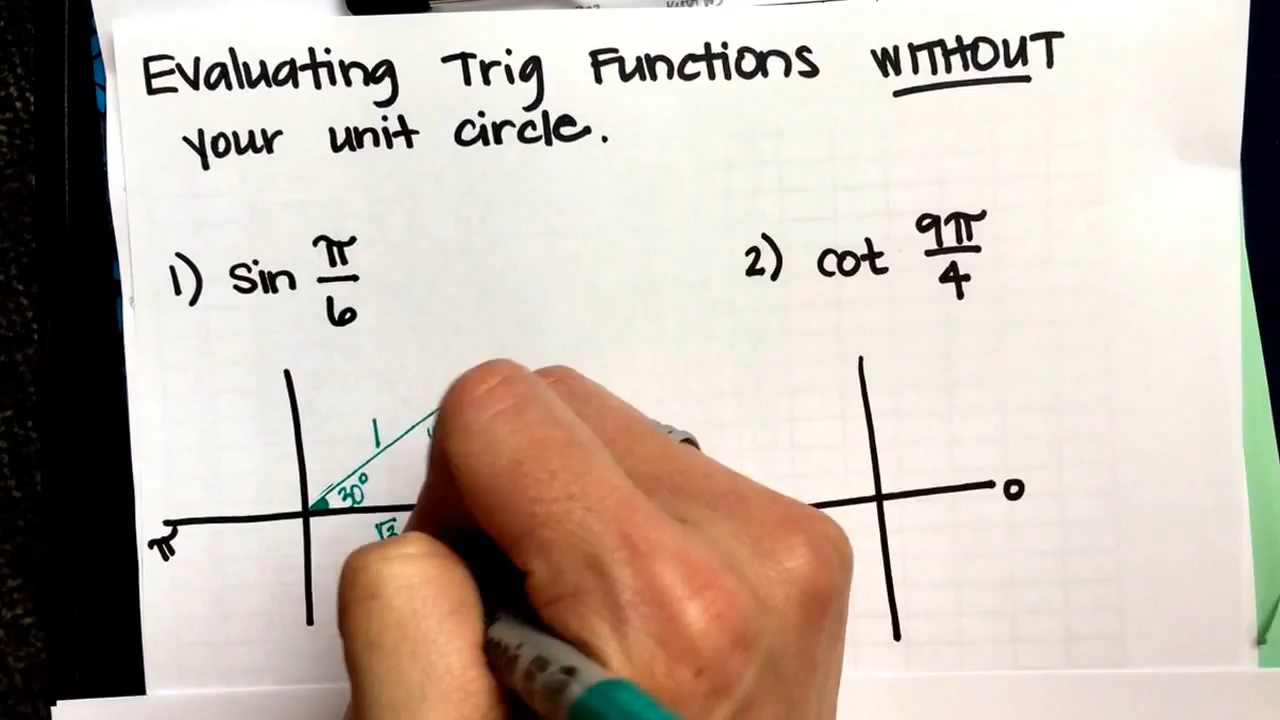 Evaluating Trig Functions WITHOUT
your unit circle.
1) sin π/6
2) cot 9π/4
1
30°
π
0